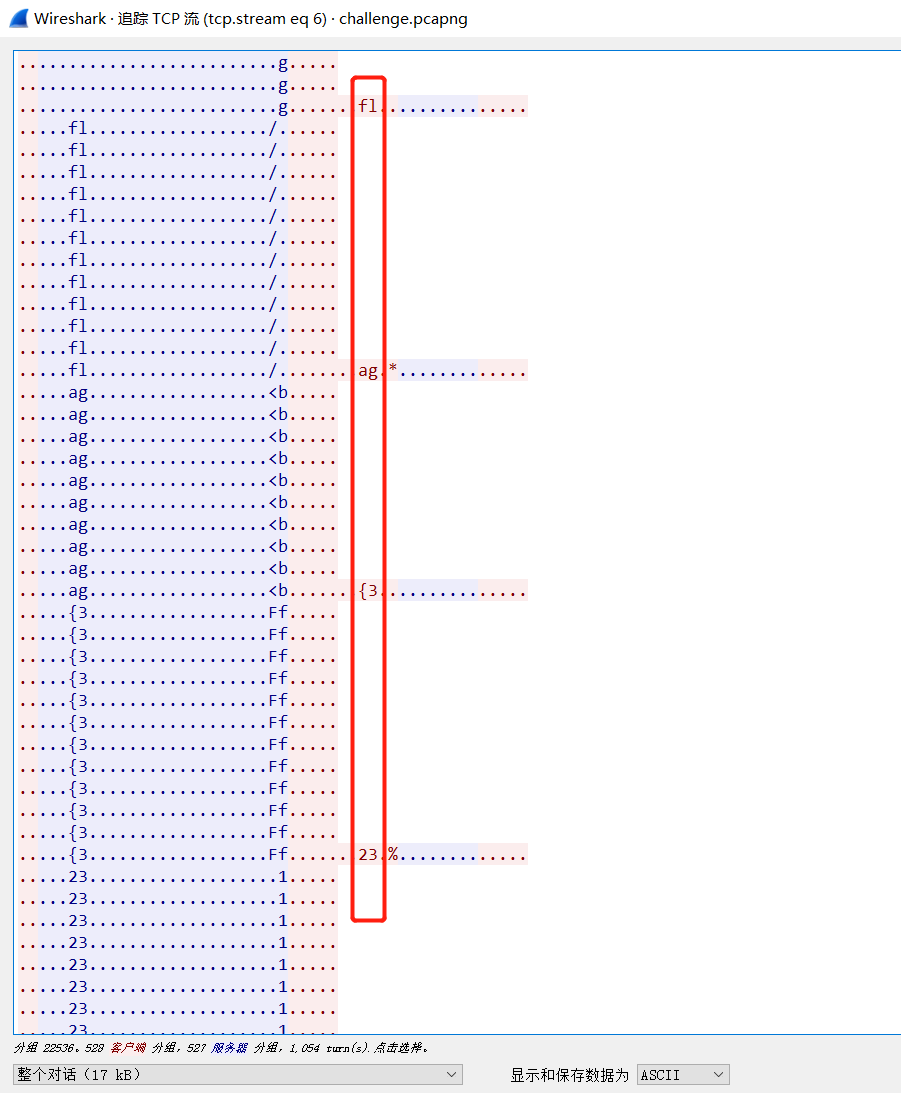 Wireshark · 追踪 TCP 流 (tcp.stream eq 6) · challenge.pcapng
..........................g.....
..........................g.....
..........................g...... fl..............
.....fl................../......
.....fl................../......
.....fl................../......
.....fl................../......
.....fl................../......
.....fl................../......
.....fl................../......
.....fl................../......
.....fl................../......
.....fl................../......
.....fl................../......
.....fl................../.......ag.*.............
.....ag..................<b.....
.....ag..................<b.....
.....ag..................<b.....
.....ag..................<b.....
.....ag..................<b.....
.....ag..................<b.....
.....ag..................<b.....
.....ag..................<b.....
.....ag..................<b.....
.....ag..................<b.......{3..............
.....{3..................Ff.....
.....{3..................Ff.....
.....{3..................Ff.....
.....{3..................Ff.....
.....{3..................Ff.....
.....{3..................Ff.....
.....{3..................Ff.....
.....{3..................Ff.....
.....{3..................Ff.....
.....{3..................Ff.....
.....{3..................Ff.....
.....{3..................Ff.......23.%.............
.....23...................1.....
.....23...................1.....
.....23...................1.....
.....23...................1.....
.....23...................1.....
.....23...................1.....
.....23...................1.....
.....23...................1.....
分组 22536。528 客户端 分组，527 服务器 分组，1,054 turn(s).点击选择。
整个对话（17 kB） 显示和保存数据为 ASCII